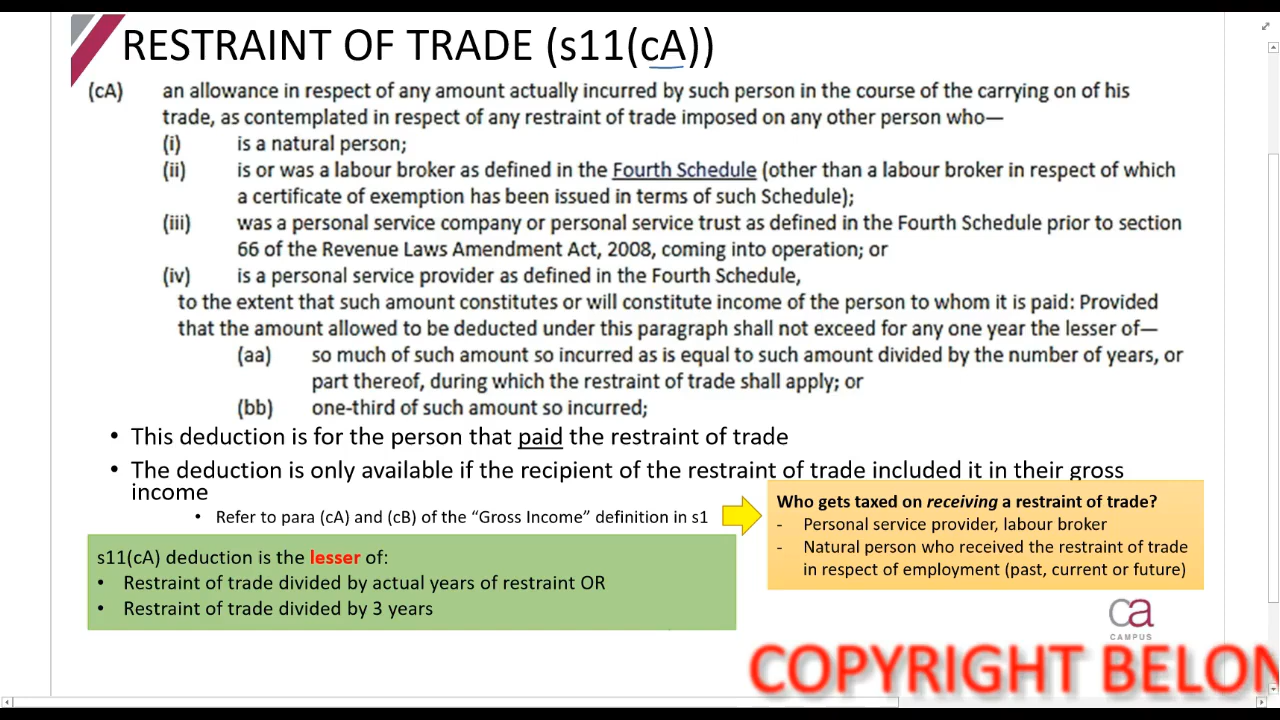 RESTRAINT OF TRADE (s11(cA))
(cA) an allowance in respect of any amount actually incurred by such person in the course of the carrying on of his
trade, as contemplated in respect of any restraint of trade imposed on any other person who—
(i) is a natural person;
(ii) is or was a labour broker as defined in the Fourth Schedule (other than a labour broker in respect of which
a certificate of exemption has been issued in terms of such Schedule);
(iii) was a personal service company or personal service trust as defined in the Fourth Schedule prior to section
66 of the Revenue Laws Amendment Act, 2008, coming into operation; or
(iv) is a personal service provider as defined in the Fourth Schedule,
to the extent that such amount constitutes or will constitute income of the person to whom it is paid: Provided
that the amount allowed to be deducted under this paragraph shall not exceed for any one year the lesser of—
(aa) so much of such amount so incurred as is equal to such amount divided by the number of years, or
part thereof, during which the restraint of trade shall apply; or
(bb) one-third of such amount so incurred;
• This deduction is for the person that paid the restraint of trade
• The deduction is only available if the recipient of the restraint of trade included it in their gross
income
• Refer to para (cA) and (cB) of the “Gross Income” definition in s1
Who gets taxed on receiving a restraint of trade?
- Personal service provider, labour broker
- Natural person who received the restraint of trade
in respect of employment (past, current or future)
s11(cA) deduction is the lesser of:
• Restraint of trade divided by actual years of restraint OR
• Restraint of trade divided by 3 years
ca
CAMPUS
COPYRIGHT BELON